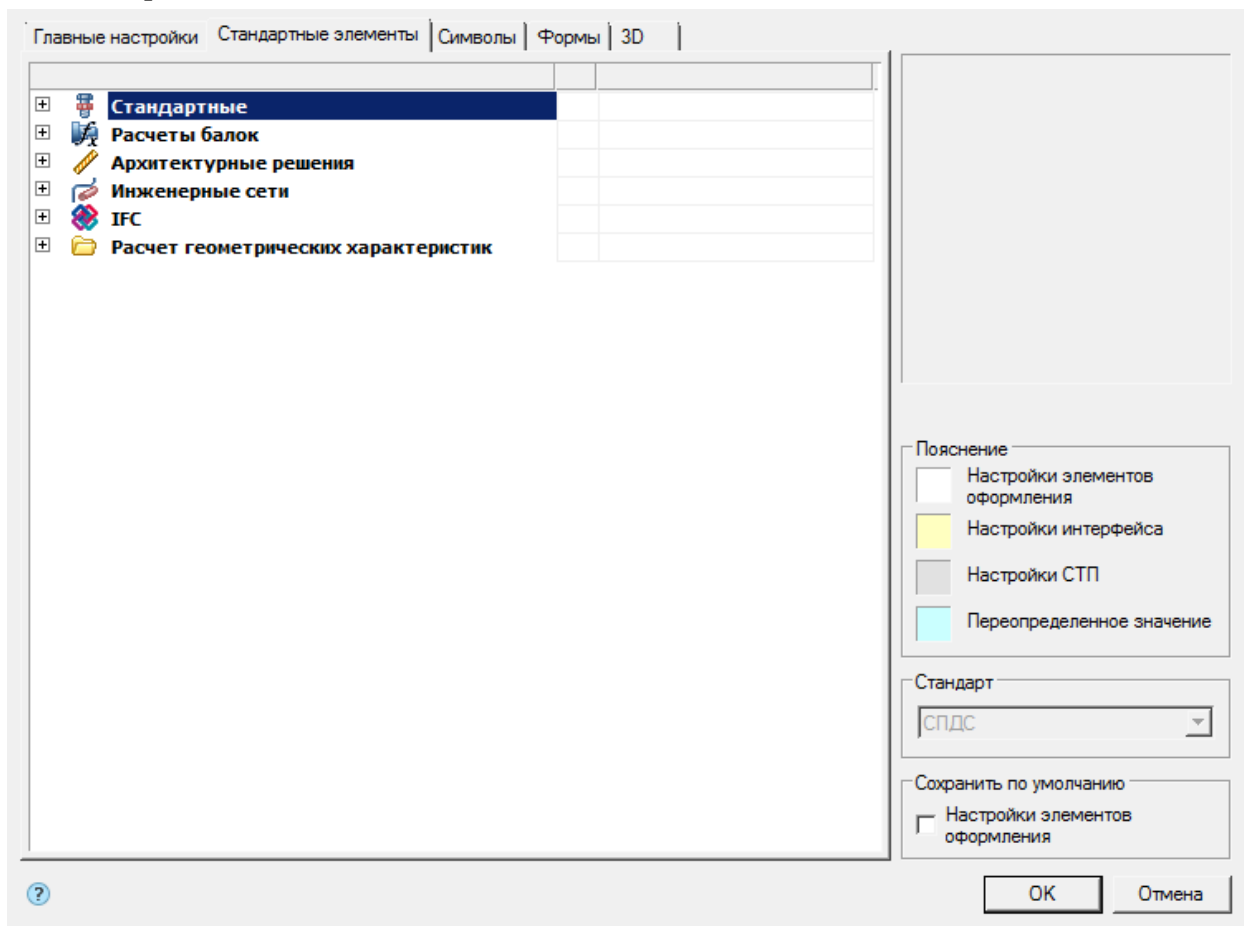 Главные настройки Стандартные элементы Символы Формы 3D
Стандартные
Расчеты балок
Архитектурные решения
Инженерные сети
IFC
Расчет геометрических характеристик
Пояснение
Настройки элементов
оформления
Настройки интерфейса
Настройки СТП
Переопределенное значение
Стандарт
СПДС
Сохранить по умолчанию
Настройки элементов
оформления
? OK Отмена